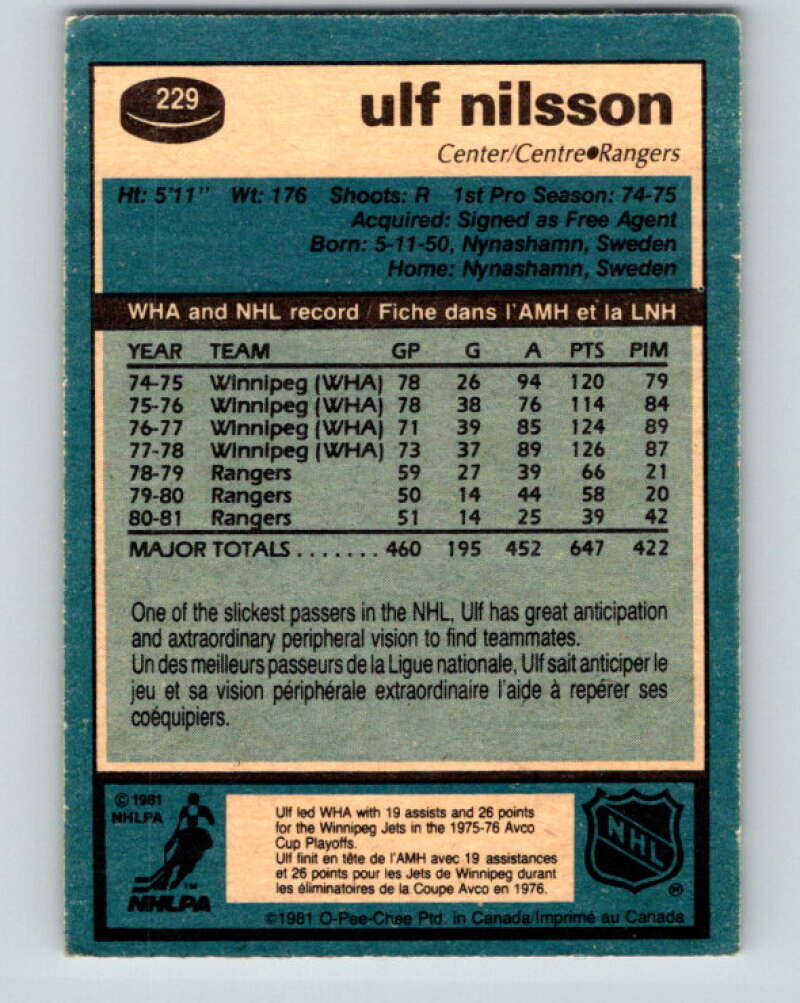 229
ulf nilsson
Center/Centre●Rangers
Ht: 5'11" Wt: 176 Shoots: R 1st Pro Season: 74-75
Acquired: Signed as Free Agent
Born: 5-11-50, Nynashamn, Sweden
Home: Nynashamn, Sweden
WHA and NHL record / Fiche dans l'AMH et la LNH
YEAR TEAM GP G A PTS PIM
74-75 Winnipeg (WHA) 78 26 94 120 79
75-76 Winnipeg (WHA) 78 38 76 114 84
76-77 Winnipeg (WHA) 71 39 85 124 89
77-78 Winnipeg (WHA) 73 37 89 126 87
78-79 Rangers 59 27 39 66 21
79-80 Rangers 50 14 44 58 20
80-81 Rangers 51 14 25 39 42
MAJOR TOTALS ....... 460 195 452 647 422
One of the slickest passers in the NHL, Ulf has great anticipation
and axtraordinary peripheral vision to find teammates.
Un des meilleurs passeurs de la Ligue nationale, Ulf sait anticiper le
jeu et sa vision périphérale extraordinaire l'aide à repérer ses
coéquipiers.
© 1981
NHLPA
TM
NHLPA
Ulf led WHA with 19 assists and 26 points
for the Winnipeg Jets in the 1975-76 Avco
Cup Playoffs.
Ulf finit en tête de l'AMH avec 19 assistances
et 26 points pour les Jets de Winnipeg durant
les éliminatoires de la Coupe Avco en 1976.
NHL
©1981 O-Pee-Chee Ptd. in Canada/Imprimé au Canada